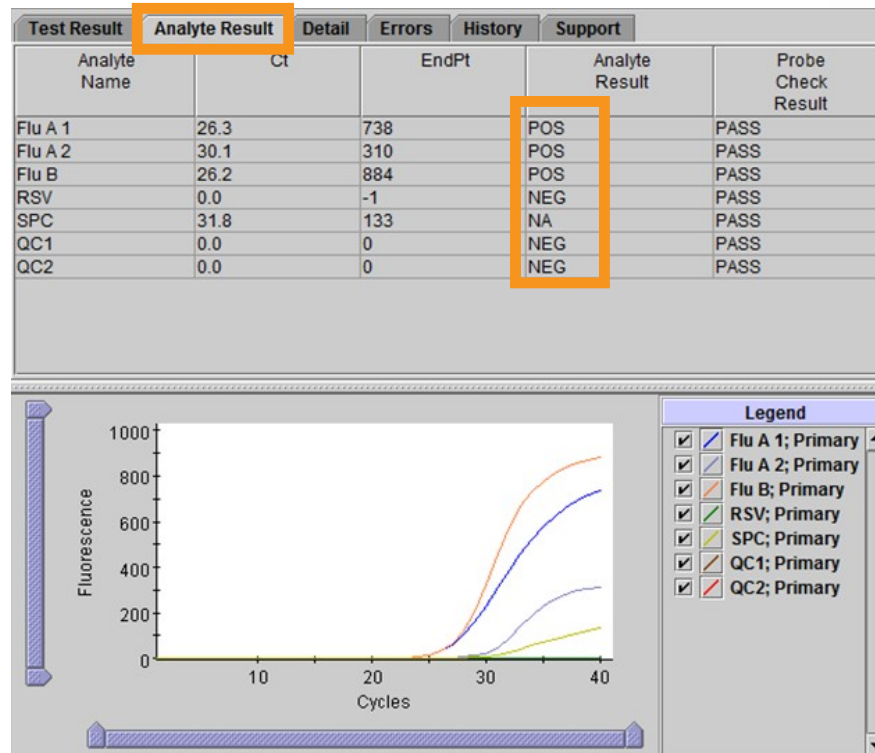 Test Result Analyte Result Detail Errors History Support
Analyte Name Ct EndPt Analyte Result Probe Check Result
Flu A 1 26.3 738 POS PASS
Flu A 2 30.1 310 POS PASS
Flu B 26.2 884 POS PASS
RSV 0.0 -1 NEG PASS
SPC 31.8 133 NA PASS
QC1 0.0 0 NEG PASS
QC2 0.0 0 NEG PASS
1000
800
600
400
200
0
Fluorescence
10 20 30 40
Cycles
Legend
Flu A 1; Primary
Flu A 2; Primary
Flu B; Primary
RSV; Primary
SPC; Primary
QC1; Primary
QC2; Primary